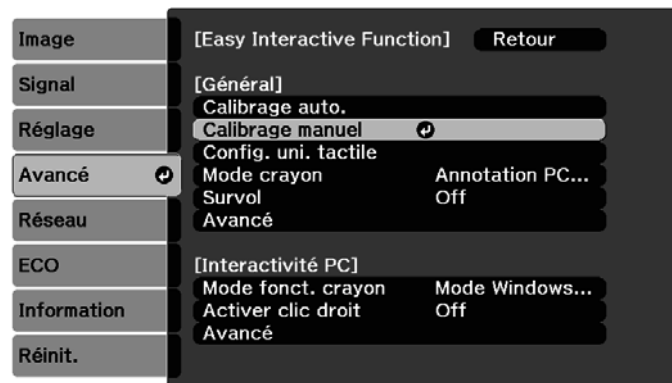 Image
Signal
Réglage
Avancé
Réseau
ECO
Information
Réinit.
[Easy Interactive Function] Retour
[Général]
Calibrage auto.
Calibrage manuel
Config. uni. tactile
Mode crayon Annotation PC...
Survol Off
Avancé
[Interactivité PC]
Mode fonct. crayon Mode Windows...
Activer clic droit Off
Avancé